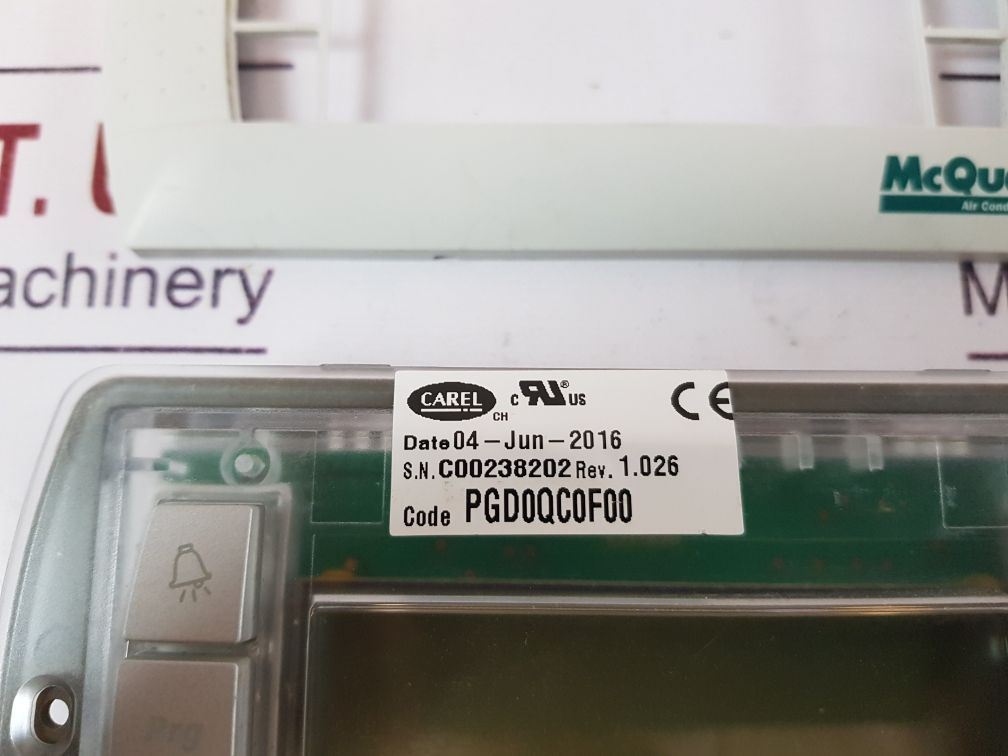 T.
McQu
Air Cond
achinery
M
CAREL
CH
c RU ® US
CE
Date 04-Jun-2016
S.N. C00238202 Rev. 1.026
Code PGD0QC0F00
Prg